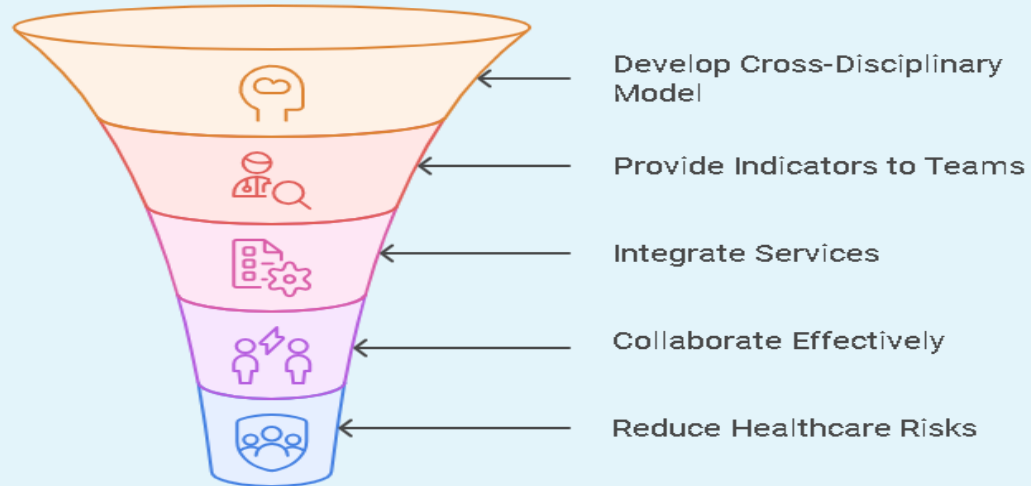 Develop Cross-Disciplinary
Model
Provide Indicators to Teams
Integrate Services
Collaborate Effectively
Reduce Healthcare Risks